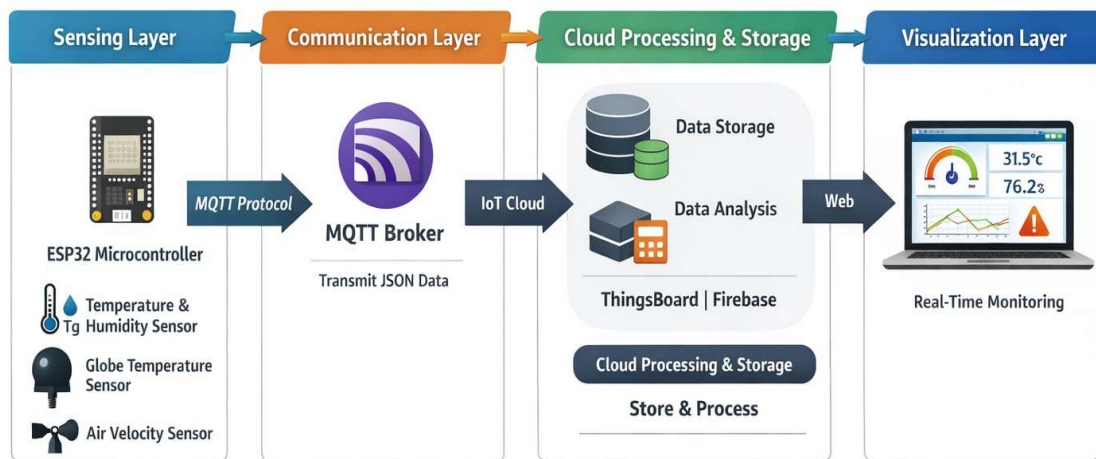 Sensing Layer
Communication Layer
Cloud Processing & Storage
Visualization Layer
ESP32 Microcontroller
Tg
Temperature &
Humidity Sensor
Globe Temperature
Sensor
Air Velocity Sensor
MQTT Protocol
MQTT Broker
Transmit JSON Data
IoT Cloud
Data Storage
Data Analysis
ThingsBoard | Firebase
Cloud Processing & Storage
Store & Process
Web
31.5°c
76.2%
Real-Time Monitoring